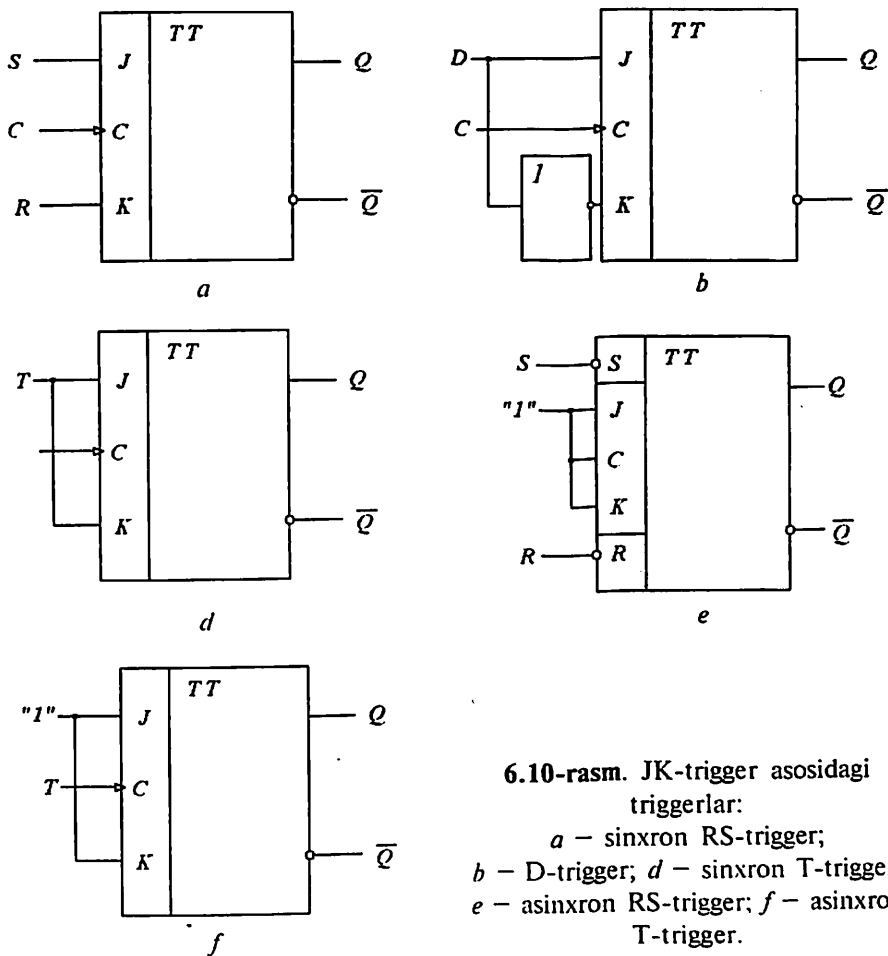 TT
S J Q
C C
R K Q̅
a
TT
D J Q
C C
1
K Q̅
b
TT
T J Q
C
K Q̅
d
S S TT
"1" J Q
C
K Q̅
R R
e
TT
"1" J Q
T C
K Q̅
f
6.10-rasm. JK-trigger asosidagi
triggerlar:
a – sinxron RS-trigger;
b – D-trigger; d – sinxron T-trigge
e – asinxron RS-trigger; f – asinxro
T-trigger.